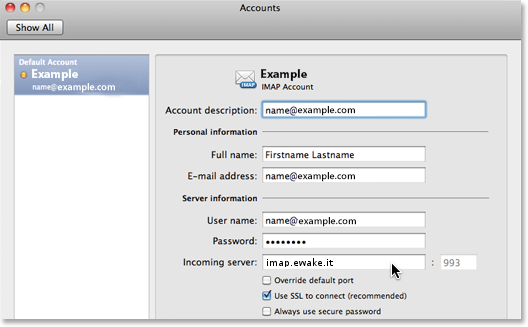 Accounts
Show All
Default Account
Example
name@example.com
Example
IMAP
IMAP Account
Account description: name@example.com
Personal information
Full name: Firstname Lastname
E-mail address: name@example.com
Server information
User name: name@example.com
Password: ••••••••
Incoming server: imap.ewake.it : 993
Override default port
Use SSL to connect (recommended)
Always use secure password